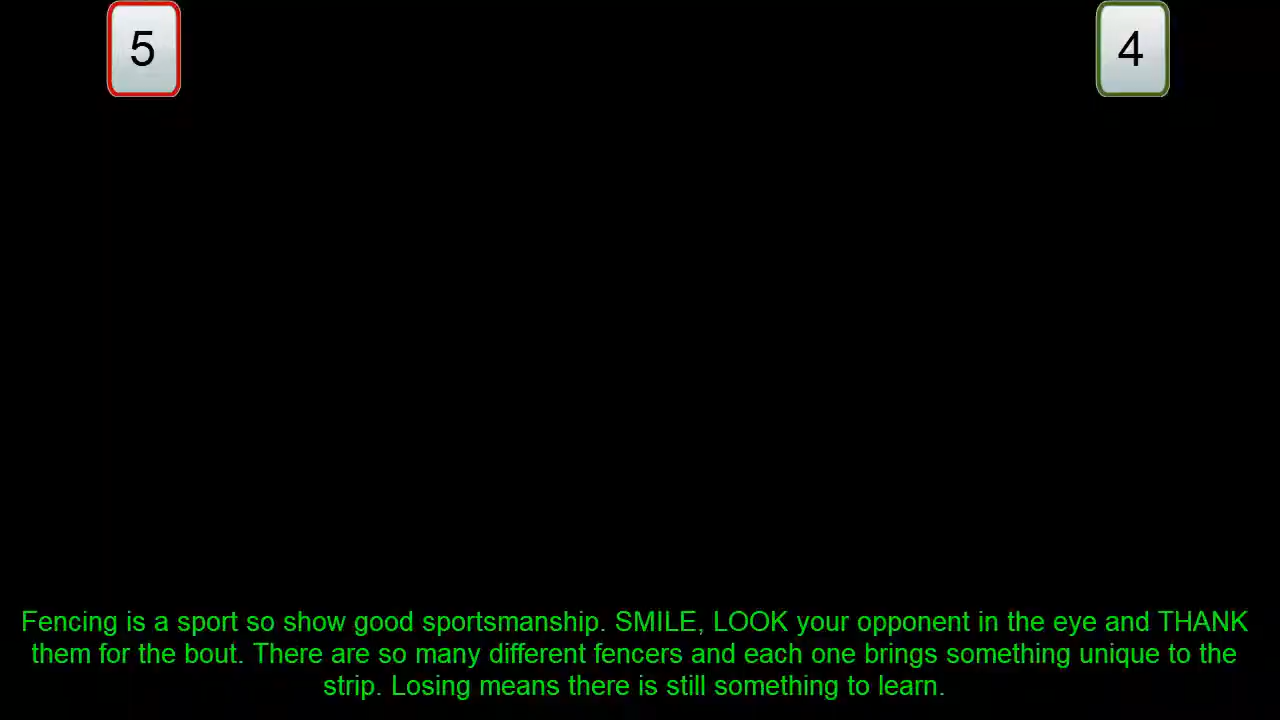 5
4
Fencing is a sport so show good sportsmanship. SMILE, LOOK your opponent in the eye and THANK
them for the bout. There are so many different fencers and each one brings something unique to the
strip. Losing means there is still something to learn.